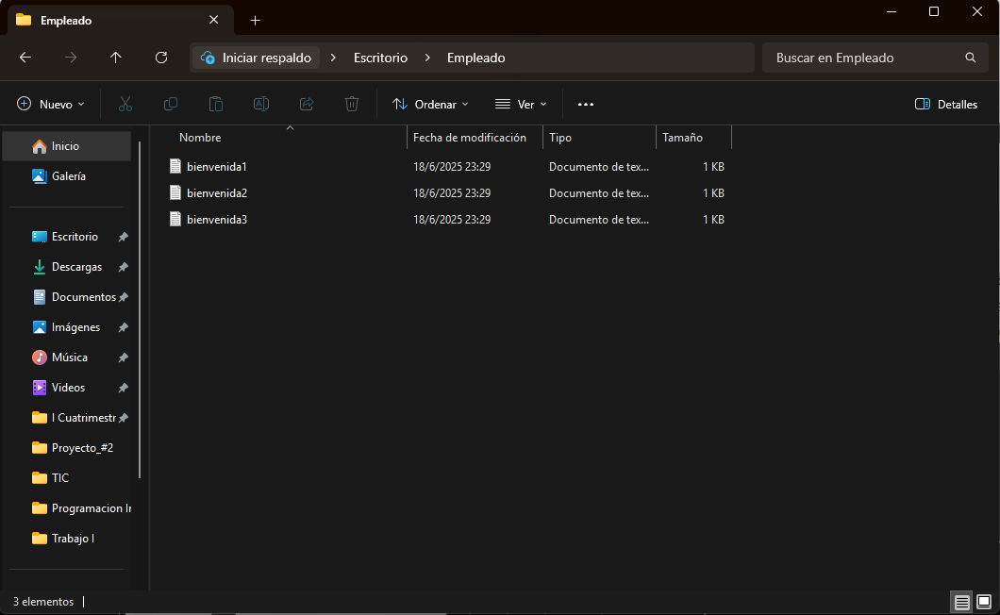 Empleado
Iniciar respaldo Escritorio Empleado
Buscar en Empleado
Nuevo Ordenar Ver ... Detalles
Inicio
Galería
Escritorio
Descargas
Documentos
Imágenes
Música
Videos
I Cuatrimestr
Proyecto_#2
TIC
Programacion In
Trabajo I
Nombre Fecha de modificación Tipo Tamaño
bienvenida1 18/6/2025 23:29 Documento de tex... 1 KB
bienvenida2 18/6/2025 23:29 Documento de tex... 1 KB
bienvenida3 18/6/2025 23:29 Documento de tex... 1 KB
3 elementos